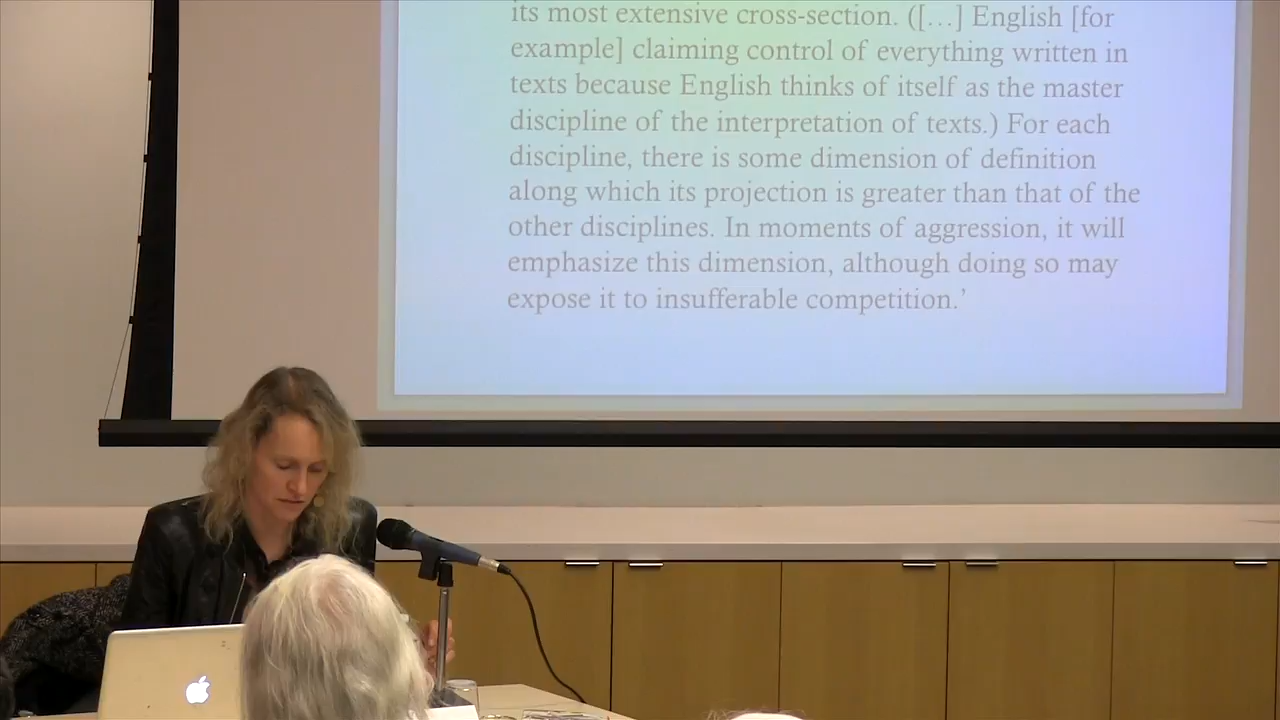 its most extensive cross-section. ([…] English [for
example] claiming control of everything written in
texts because English thinks of itself as the master
discipline of the interpretation of texts.) For each
discipline, there is some dimension of definition
along which its projection is greater than that of the
other disciplines. In moments of aggression, it will
emphasize this dimension, although doing so may
expose it to insufferable competition.’